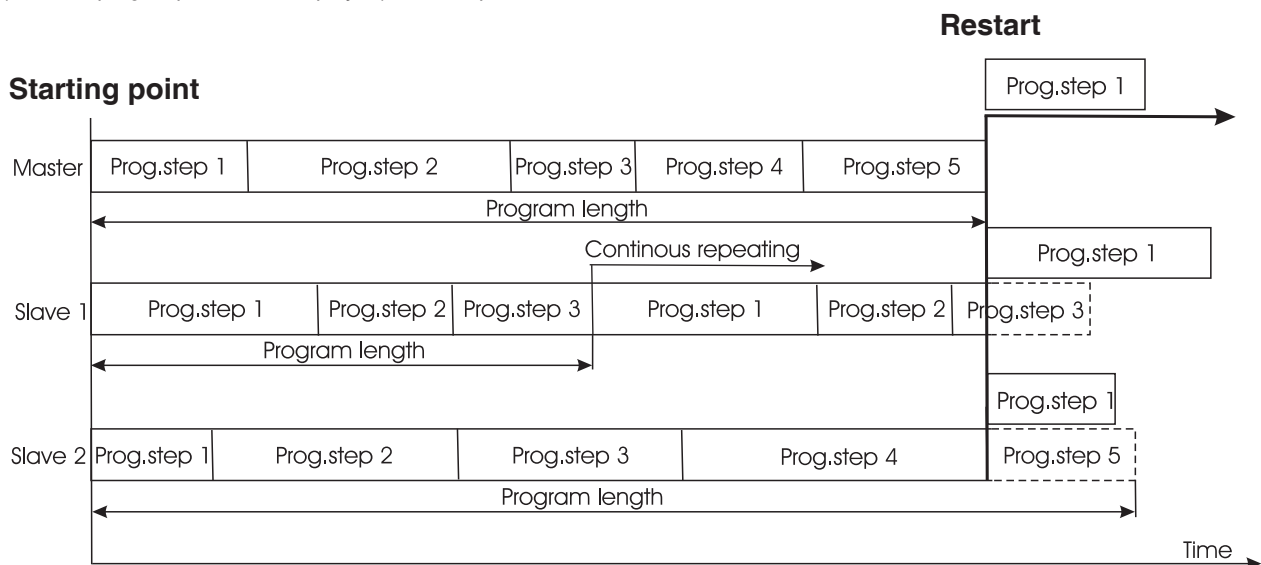 Restart
Prog.step 1
Starting point
Master Prog.step 1 Prog.step 2 Prog.step 3 Prog.step 4 Prog.step 5
Program length
Continous repeating
Prog.step 1
Slave 1 Prog.step 1 Prog.step 2 Prog.step 3 Prog.step 1 Prog.step 2 Prog.step 3
Program length
Prog.step 1
Slave 2 Prog.step 1 Prog.step 2 Prog.step 3 Prog.step 4 Prog.step 5
Program length
Time